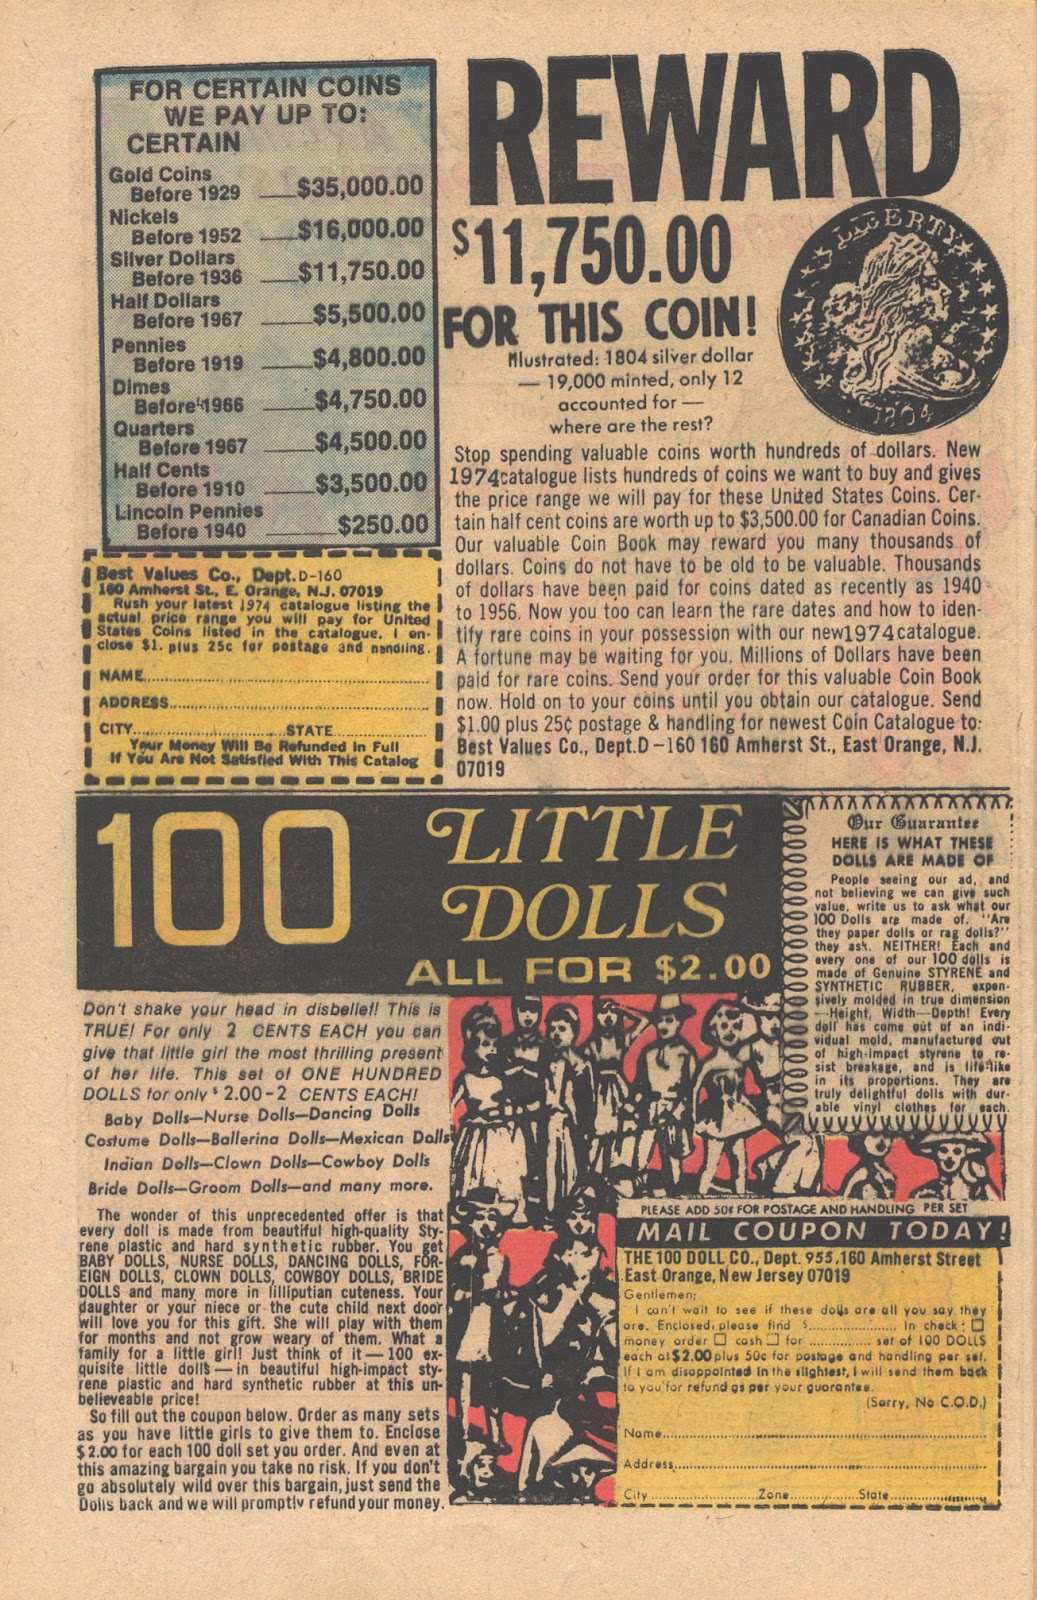 FOR CERTAIN COINS
WE PAY UP TO:
CERTAIN
Gold Coins
Before 1929 $35,000.00
Nickels
Before 1952 $16,000.00
Silver Dollars
Before 1936 $11,750.00
Half Dollars
Before 1967 $5,500.00
Pennies
Before 1919 $4,800.00
Dimes
Before 1966 $4,750.00
Quarters
Before 1967 $4,500.00
Half Cents
Before 1910 $3,500.00
Lincoln Pennies
Before 1940 $250.00
Best Values Co., Dept. D-160
160 Amherst St., E. Orange, N.J. 07019
Rush your latest 1974 catalogue listing the
actual price range you will pay for United
States Coins listed in the catalogue. I en-
close $1. plus 25c for postage and handling.
NAME
ADDRESS
CITY STATE
Your Money Will Be Refunded In Full
If You Are Not Satisfied With This Catalog
REWARD
$11,750.00
FOR THIS COIN!
LIBERTY
1804
Illustrated: 1804 silver dollar
— 19,000 minted, only 12
accounted for —
where are the rest?
Stop spending valuable coins worth hundreds of dollars. New
1974 catalogue lists hundreds of coins we want to buy and gives
the price range we will pay for these United States Coins. Cer-
tain half cent coins are worth up to $3,500.00 for Canadian Coins.
Our valuable Coin Book may reward you many thousands of
dollars. Coins do not have to be old to be valuable. Thousands
of dollars have been paid for coins dated as recently as 1940
to 1956. Now you too can learn the rare dates and how to iden-
tify rare coins in your possession with our new 1974 catalogue.
A fortune may be waiting for you. Millions of Dollars have been
paid for rare coins. Send your order for this valuable Coin Book
now. Hold on to your coins until you obtain our catalogue. Send
$1.00 plus 25¢ postage & handling for newest Coin Catalogue to:
Best Values Co., Dept. D-160 160 Amherst St., East Orange, N.J.
07019
100 LITTLE
DOLLS
ALL FOR $2.00
Don't shake your head in disbelief! This is
TRUE! For only 2 CENTS EACH you can
give that little girl the most thrilling present
of her life. This set of ONE HUNDRED
DOLLS for only $2.00-2 CENTS EACH!
Baby Dolls—Nurse Dolls—Dancing Dolls
Costume Dolls—Ballerina Dolls—Mexican Dolls
Indian Dolls—Clown Dolls—Cowboy Dolls
Bride Dolls—Groom Dolls—and many more.
The wonder of this unprecedented offer is that
every doll is made from beautiful high-quality Sty-
rene plastic and hard synthetic rubber. You get
BABY DOLLS, NURSE DOLLS, DANCING DOLLS, FOR-
EIGN DOLLS, CLOWN DOLLS, COWBOY DOLLS, BRIDE
DOLLS and many more in lilliputian cuteness. Your
daughter or your niece or the cute child next door
will love you for this gift. She will play with them
for months and not grow weary of them. What a
family for a little girl! Just think of it — 100 ex-
quisite little dolls — in beautiful high-impact sty-
rene plastic and hard synthetic rubber at this un-
believeable price!
So fill out the coupon below. Order as many sets
as you have little girls to give them to. Enclose
$2.00 for each 100 doll set you order. And even at
this amazing bargain you take no risk. If you don't
go absolutely wild over this bargain, just send the
Dolls back and we will promptly refund your money.
Our Guarantee
HERE IS WHAT THESE
DOLLS ARE MADE OF
People seeing our ad, and
not believing we can give such
value, write us to ask what our
100 Dolls are made of. "Are
they paper dolls or rag dolls?"
they ask. NEITHER! Each and
every one of our 100 dolls is
made of Genuine STYRENE and
SYNTHETIC RUBBER, expen-
sively molded in true dimension
—Height, Width—Depth! Every
doll has come out of an indi-
vidual mold, manufactured out
of high-impact styrene to re-
sist breakage, and is life-like
in its proportions. They are
truly delightful dolls with dur-
able vinyl clothes for each.
PLEASE ADD 50¢ FOR POSTAGE AND HANDLING PER SET
MAIL COUPON TODAY!
THE 100 DOLL CO., Dept. 955, 160 Amherst Street
East Orange, New Jersey 07019
Gentlemen:
I can't wait to see if these dolls are all you say they
are. Enclosed, please find $ In check: □
money order □ cash □ for set of 100 DOLLS
each at $2.00 plus 50c for postage and handling per set.
If I am disappointed in the slightest, I will send them back
to you for refund as per your guarantee.
(Sorry, No C.O.D.)
Name
Address
City Zone State